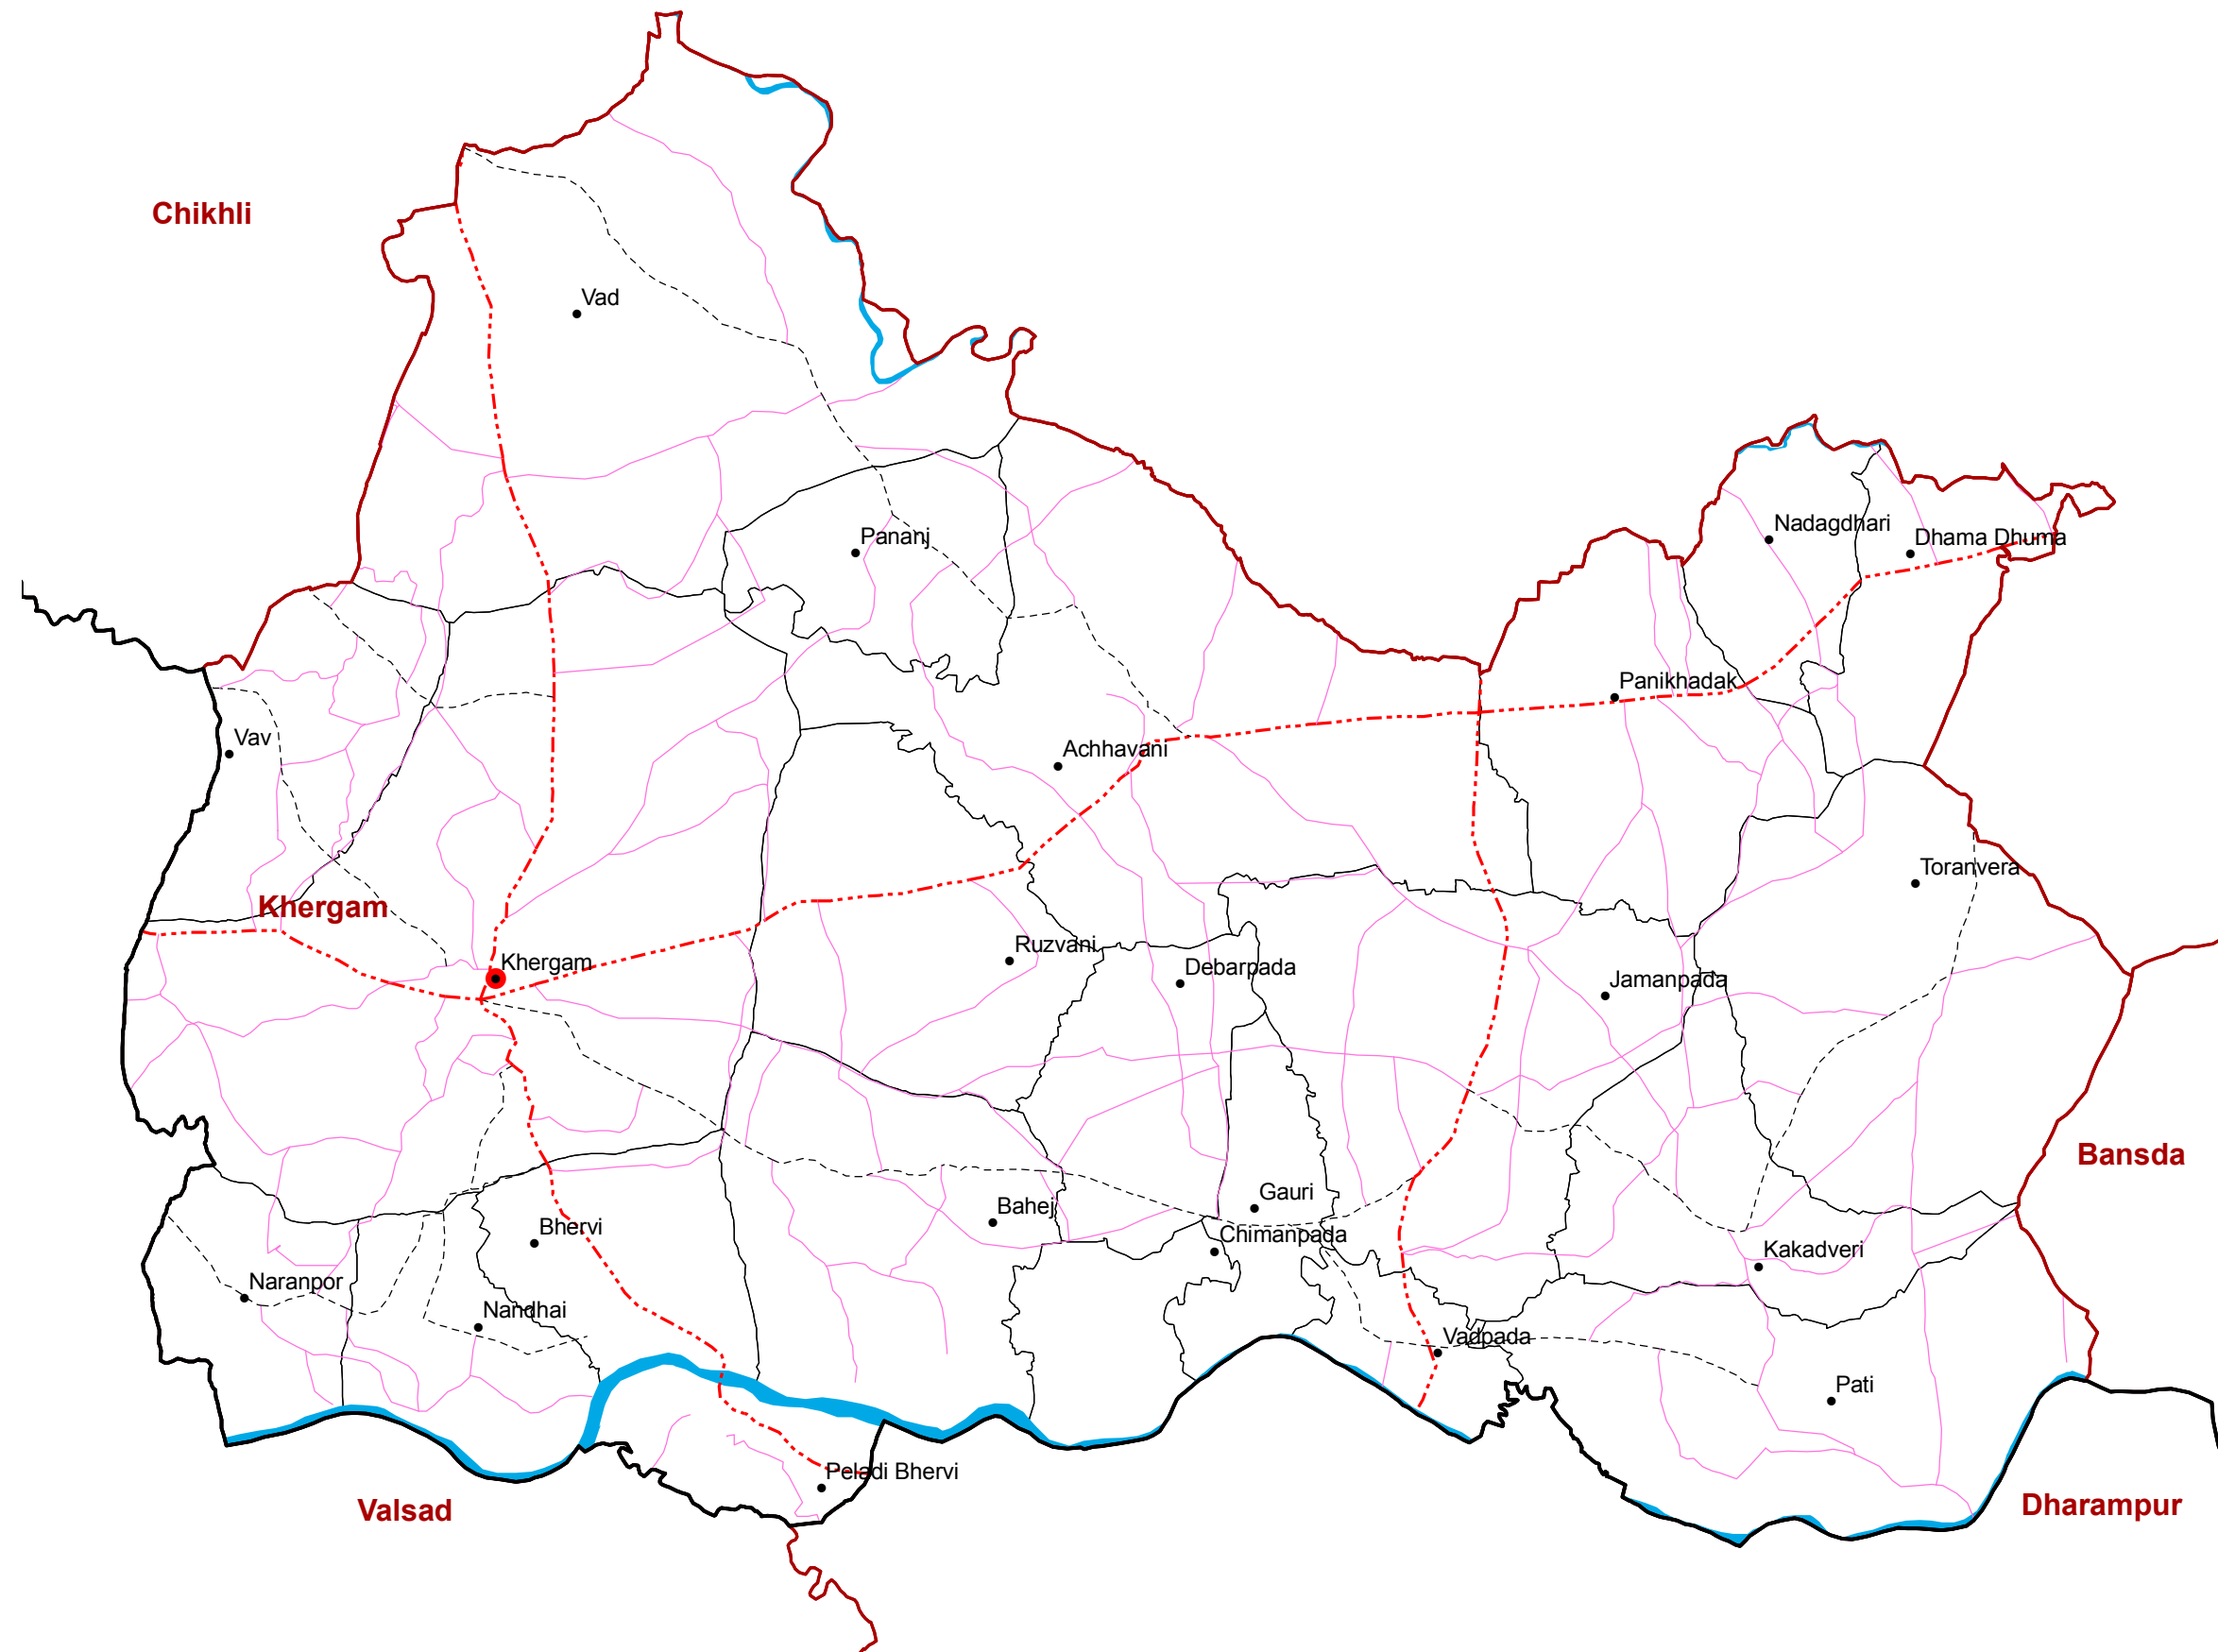 Chikhli
Vad
Nadagdhari
Pananj
Dhama Dhuma
Panikhadak
Vav
Achhavani
Toranvera
Khergam
Ruzvani
Khergam
Debarpada
Jamanpada
Bansda
Gauri
Bahej
Bhervi
Chimanpada
Kakadveri
Naranpor
Nandhai
Vadpada
Pati
Peladi Bhervi
Valsad
Dharampur